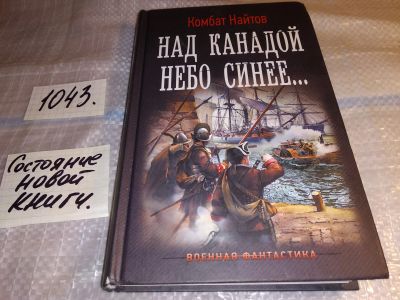 Комбат Найтов
НАД КАНАДОЙ
НЕБО СИНЕЕ...
ВОЕННАЯ ФАНТАСТИКА
1043.
Состояние
новой
книги.